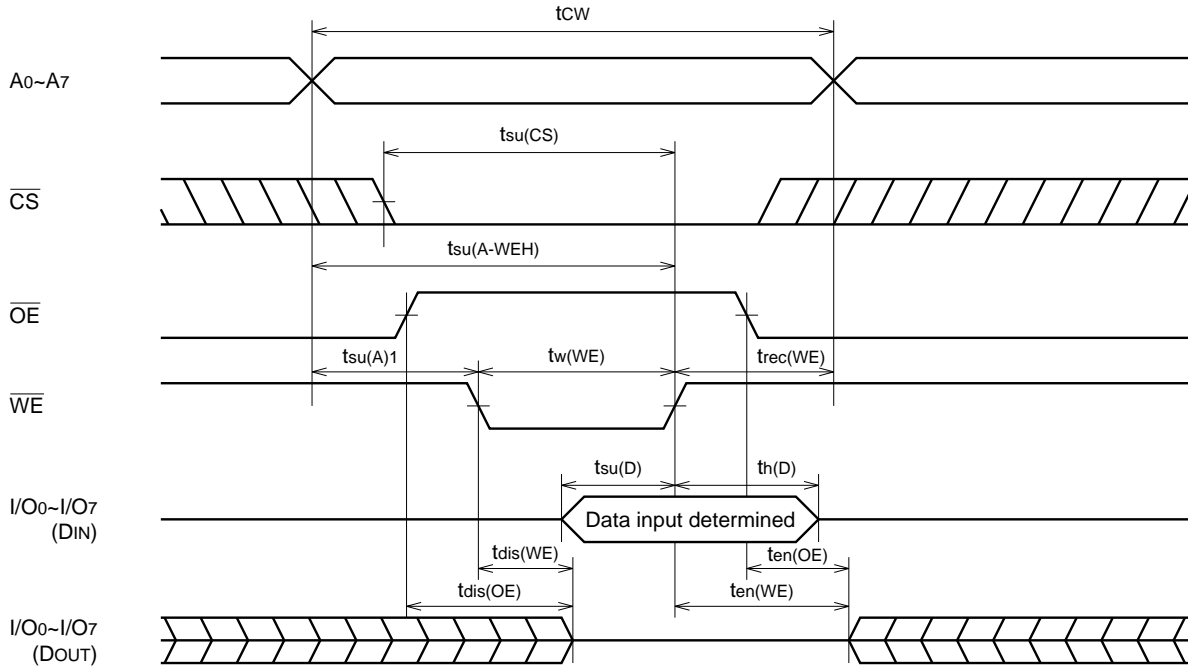 tCW
A0~A7
tsu(CS)
CS
tsu(A-WEH)
OE
tsu(A)1 tw(WE) trec(WE)
WE
tsu(D) th(D)
I/O0~I/O7
(DIN)
Data input determined
tdis(WE) ten(OE)
tdis(OE) ten(WE)
I/O0~I/O7
(DOUT)